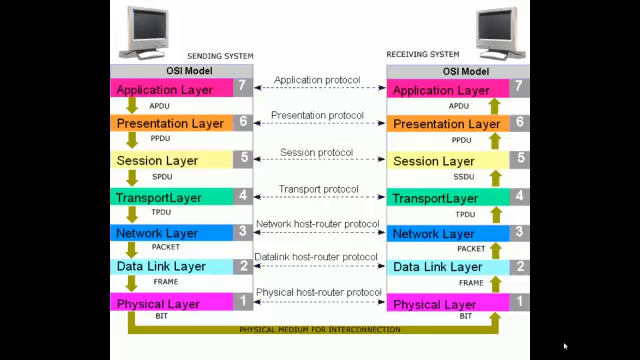 SENDING SYSTEM
RECEIVING SYSTEM
OSI Model
OSI Model
Application Layer 7
Application protocol
Application Layer 7
APDU
APDU
Presentation Layer 6
Presentation protocol
Presentation Layer 6
PPDU
PPDU
Session Layer 5
Session protocol
Session Layer 5
SPDU
SSDU
TransportLayer 4
Transport protocol
TransportLayer 4
TPDU
TPDU
Network Layer 3
Network host-router protocol
Network Layer 3
PACKET
PACKET
Data Link Layer 2
Datalink host-router protocol
Data Link Layer 2
FRAME
FRAME
Physical Layer 1
Physical host-router protocol
Physical Layer 1
BIT
BIT
PHYSICAL MEDIUM FOR INTERCONNECTION